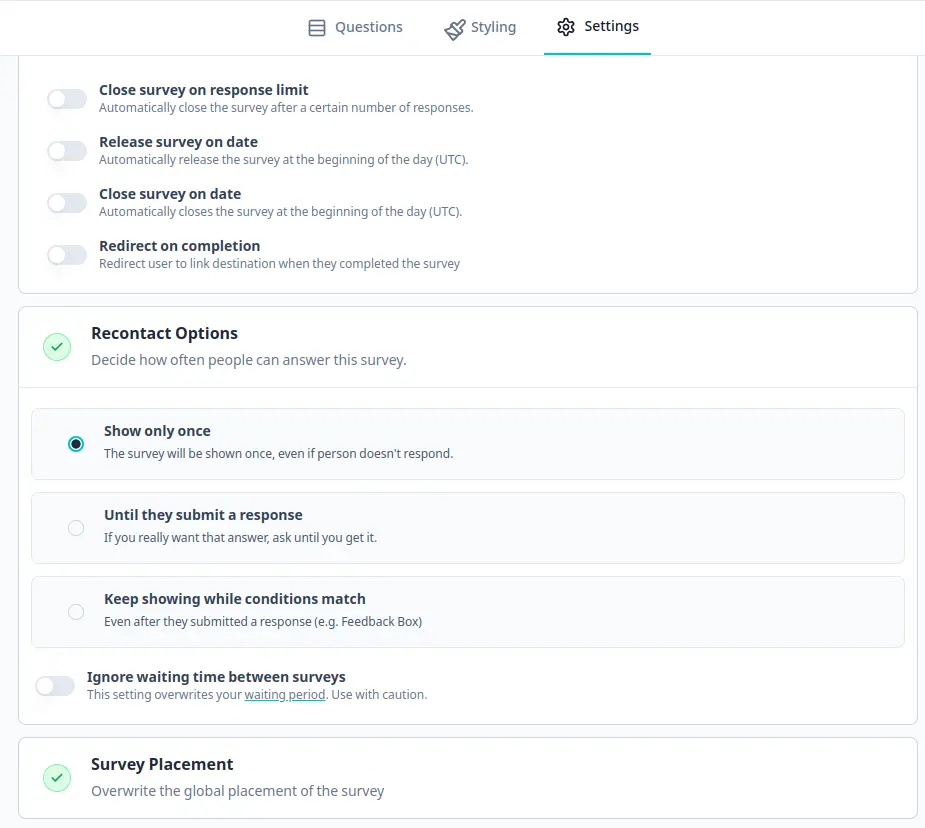 Questions
Styling
Settings
Close survey on response limit
Automatically close the survey after a certain number of responses.
Release survey on date
Automatically release the survey at the beginning of the day (UTC).
Close survey on date
Automatically closes the survey at the beginning of the day (UTC).
Redirect on completion
Redirect user to link destination when they completed the survey
Recontact Options
Decide how often people can answer this survey.
Show only once
The survey will be shown once, even if person doesn't respond.
Until they submit a response
If you really want that answer, ask until you get it.
Keep showing while conditions match
Even after they submitted a response (e.g. Feedback Box)
Ignore waiting time between surveys
This setting overwrites your waiting period. Use with caution.
Survey Placement
Overwrite the global placement of the survey